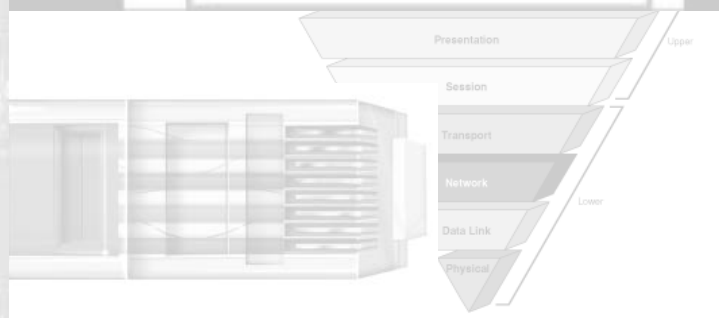 Presentation
Upper
Session
Transport
Network
Lower
Data Link
Physical